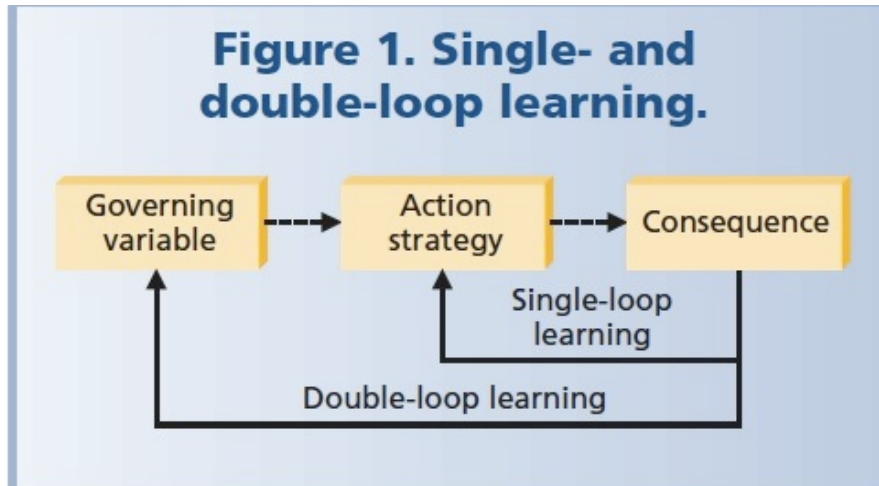 Figure 1. Single- and
double-loop learning.
Governing
variable
Action
strategy
Consequence
Single-loop
learning
Double-loop learning